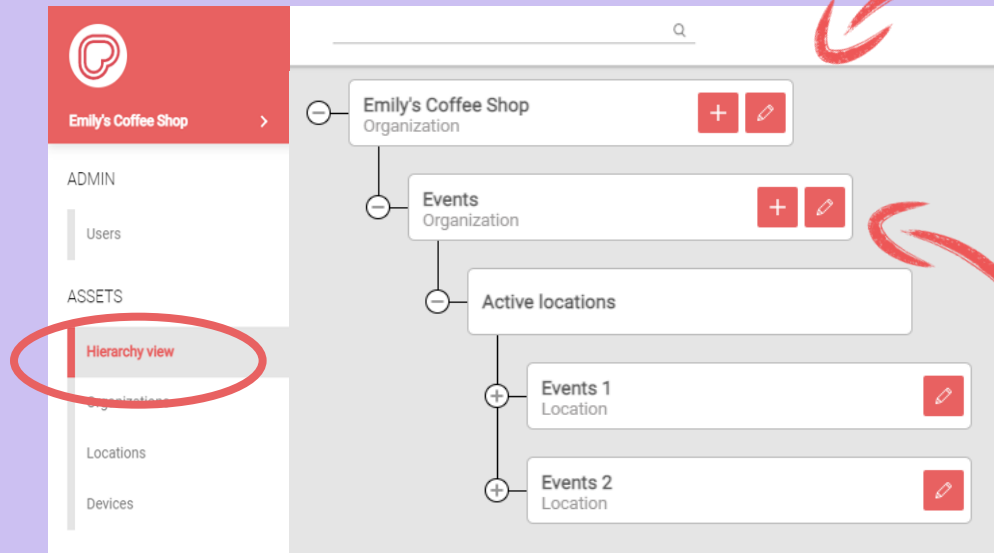 Emily's Coffee Shop
ADMIN
Users
ASSETS
Hierarchy view
Organizations
Locations
Devices
Emily's Coffee Shop
Organization
Events
Organization
Active locations
Events 1
Location
Events 2
Location